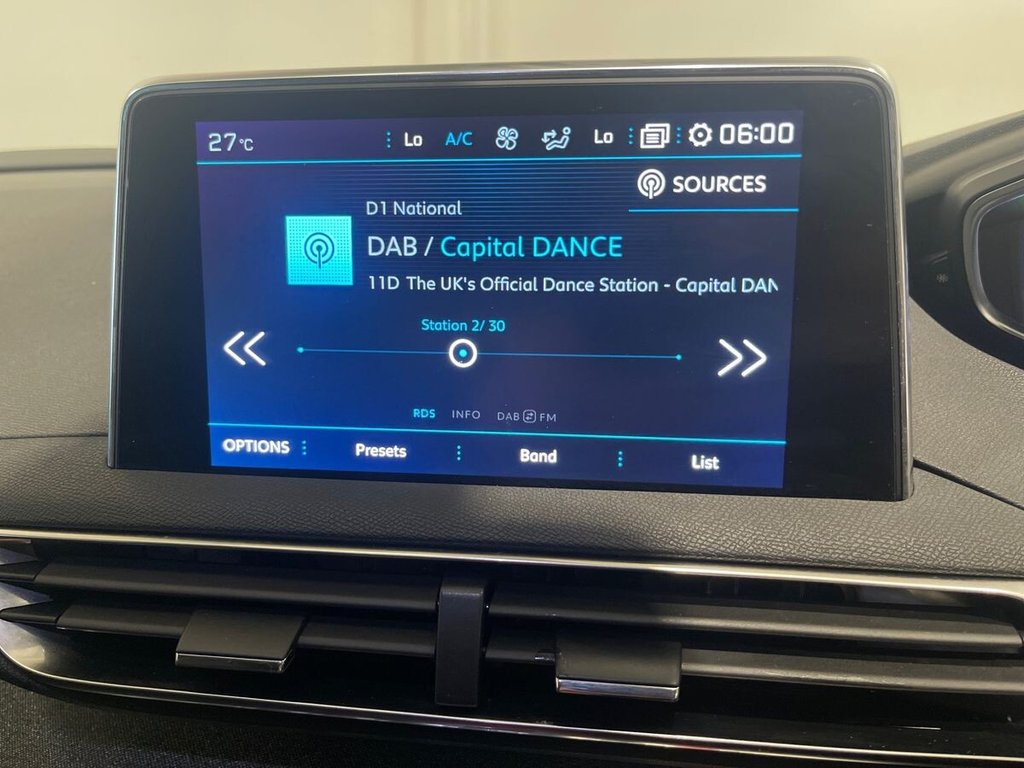 27°C Lo A/C Lo 06:00
SOURCES
D1 National
DAB / Capital DANCE
11D The UK's Official Dance Station - Capital DAN
Station 2/ 30
RDS INFO DAB FM
OPTIONS Presets Band List